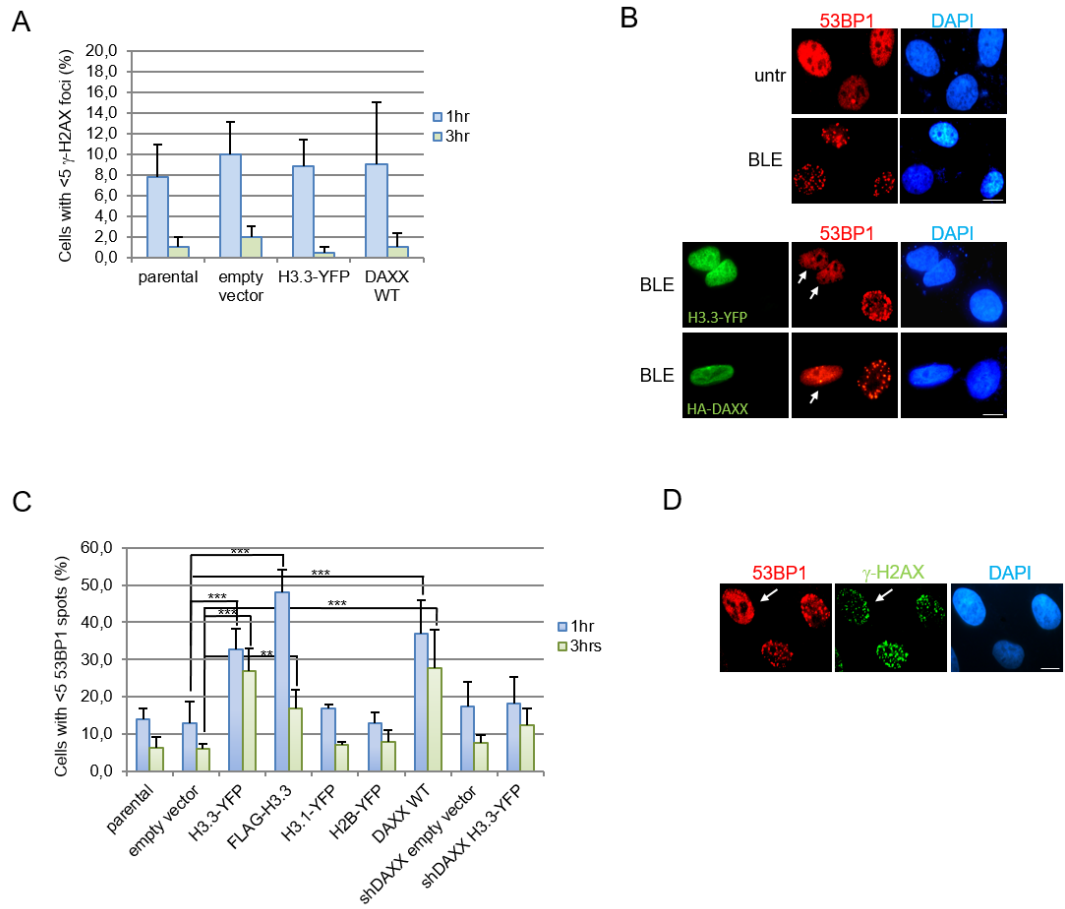 A
20,0
18,0
16,0
14,0
12,0
10,0
8,0
6,0
4,0
2,0
0,0
Cells with <5 γ-H2AX foci (%)
parental
empty
vector
H3.3-YFP
DAXX
WT
1hr
3hr
B
53BP1
DAPI
untr
BLE
53BP1
DAPI
BLE
H3.3-YFP
BLE
HA-DAXX
C
60,0
50,0
40,0
30,0
20,0
10,0
0,0
Cells with <5 53BP1 spots (%)
***
***
***
***
***
**
parental
empty vector
H3.3-YFP
FLAG-H3.3
H3.1-YFP
H2B-YFP
DAXX WT
shDAXX empty vector
shDAXX H3.3-YFP
1hr
3hrs
D
53BP1
γ-H2AX
DAPI